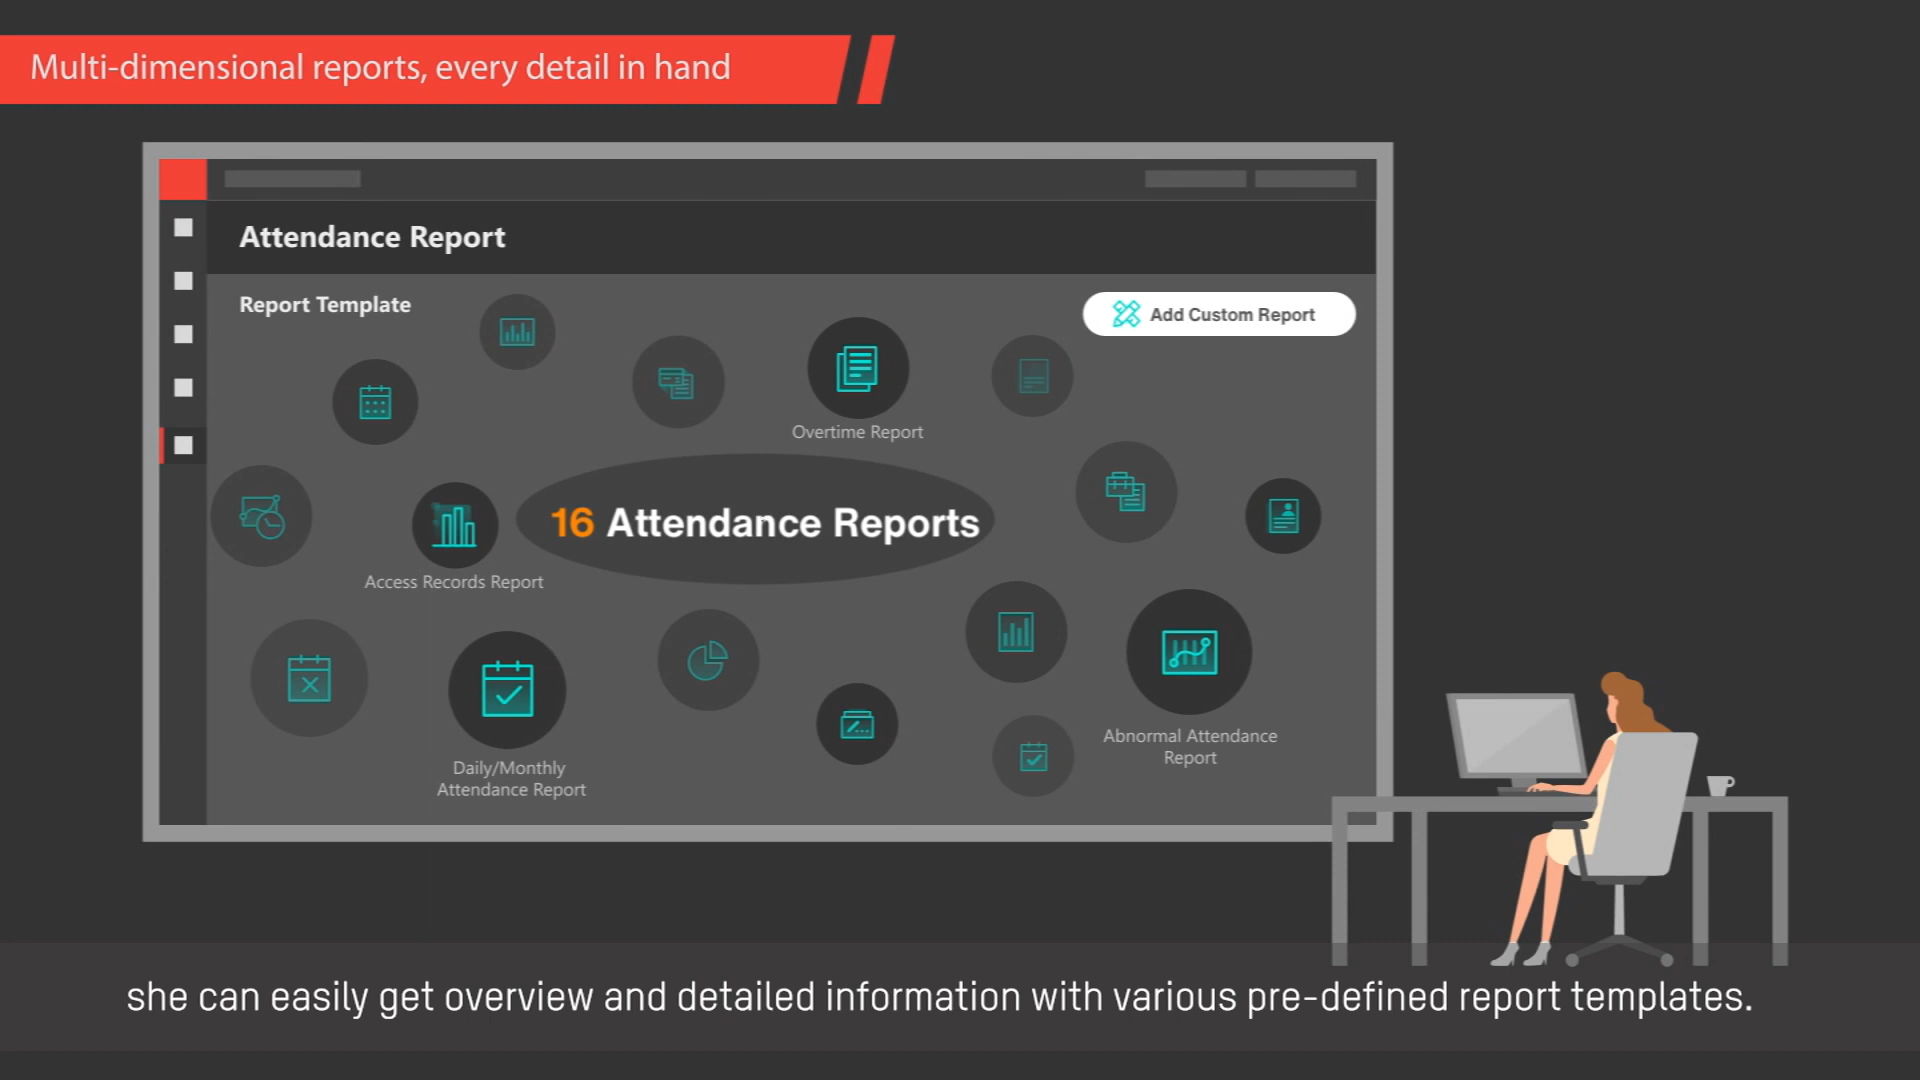 Multi-dimensional reports, every detail in hand
Attendance Report
Report Template
Add Custom Report
Overtime Report
16 Attendance Reports
Access Records Report
Abnormal Attendance
Report
Daily/Monthly
Attendance Report
she can easily get overview and detailed information with various pre-defined report templates.